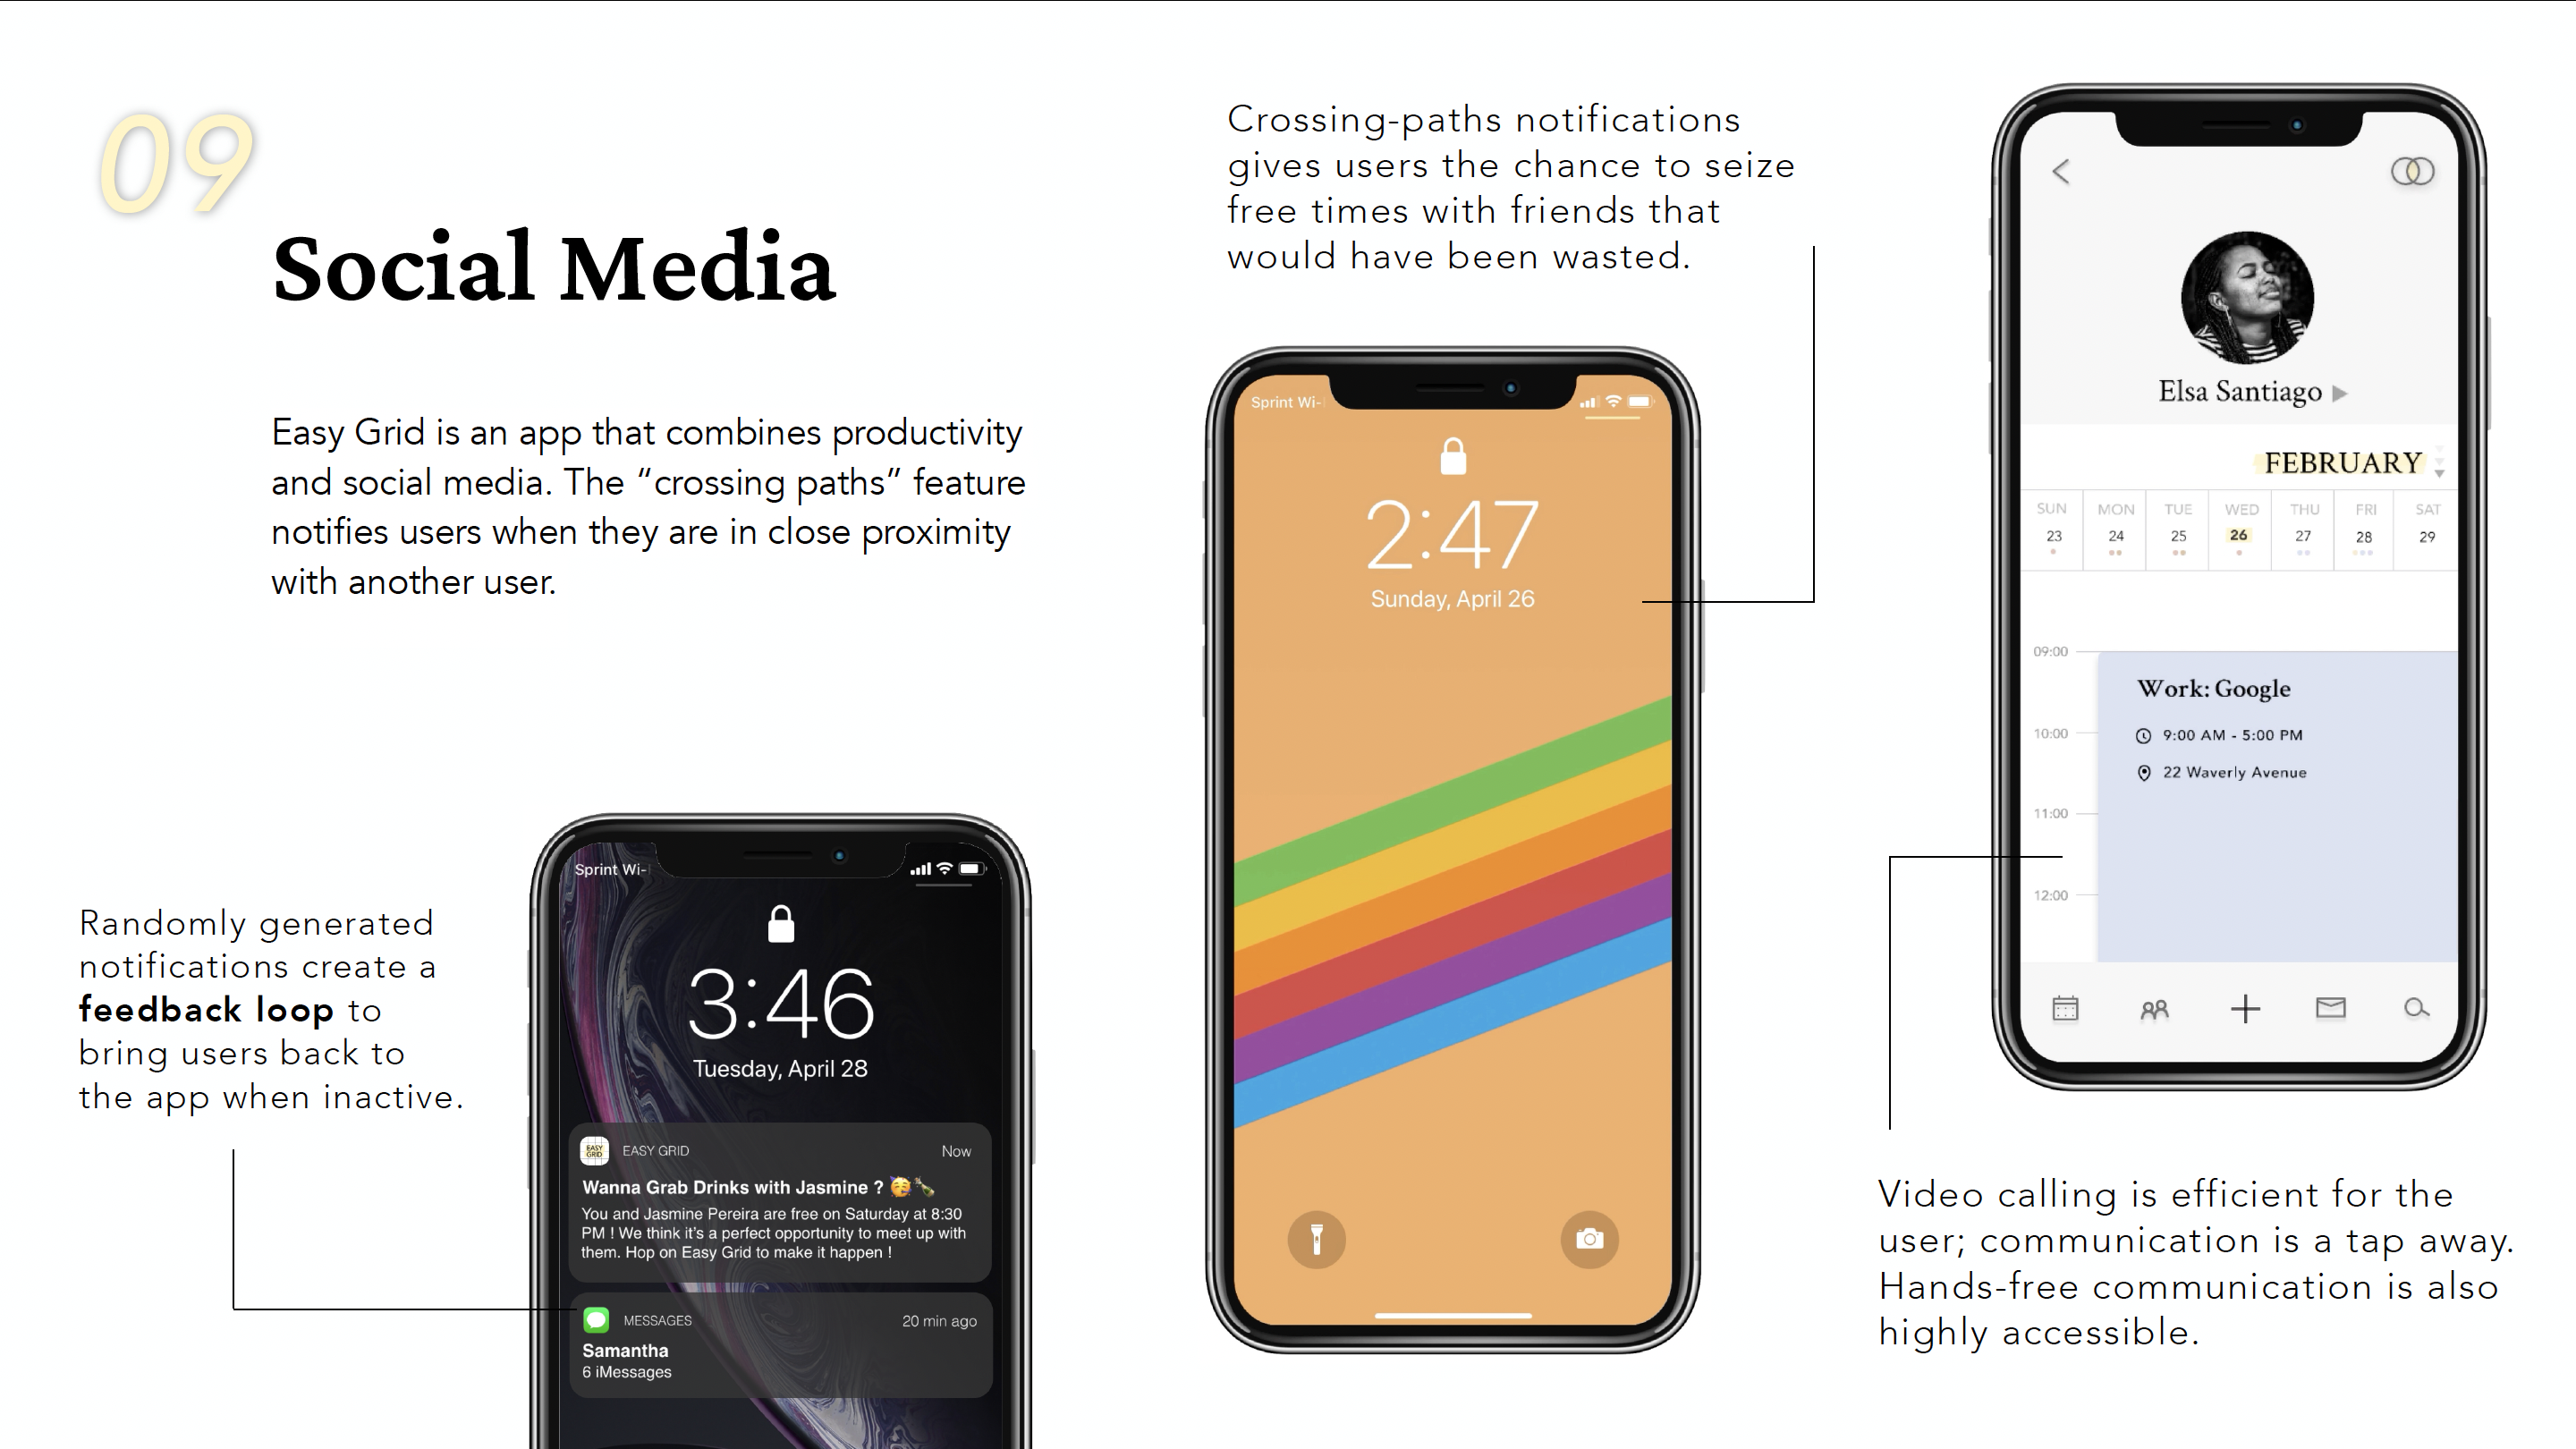 09
Social Media
Easy Grid is an app that combines productivity
and social media. The “crossing paths” feature
notifies users when they are in close proximity
with another user.
Randomly generated
notifications create a
feedback loop to
bring users back to
the app when inactive.
Sprint Wi-
3:46
Tuesday, April 28
EASY GRID
EASY GRID Now
Wanna Grab Drinks with Jasmine ? 🥳🍾
You and Jasmine Pereira are free on Saturday at 8:30
PM ! We think it’s a perfect opportunity to meet up with
them. Hop on Easy Grid to make it happen !
MESSAGES 20 min ago
Samantha
6 iMessages
Crossing-paths notifications
gives users the chance to seize
free times with friends that
would have been wasted.
Sprint Wi-
2:47
Sunday, April 26
Elsa Santiago
FEBRUARY
SUN MON TUE WED THU FRI SAT
23 24 25 26 27 28 29
09:00
Work: Google
10:00 9:00 AM - 5:00 PM
22 Waverly Avenue
11:00
12:00
Video calling is efficient for the
user; communication is a tap away.
Hands-free communication is also
highly accessible.